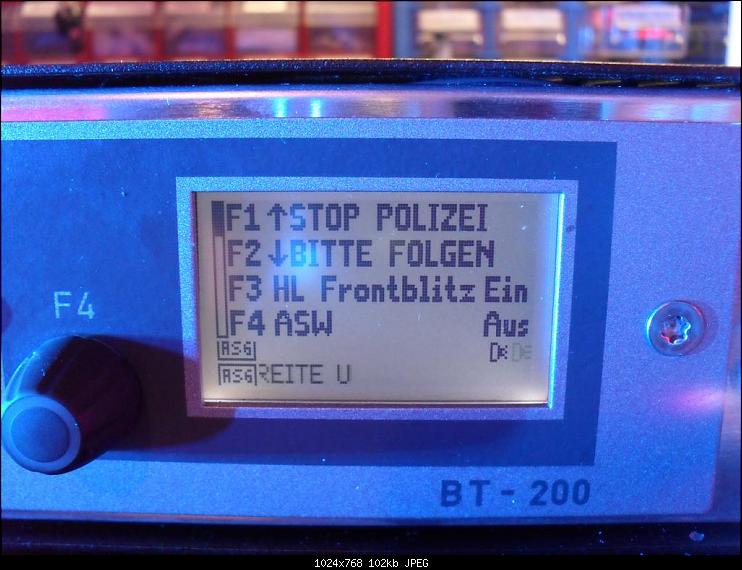 F1↑STOP POLIZEI
F2↓BITTE FOLGEN
F3 HL Frontblitz Ein
F4 ASW Aus
ASG
ASG REITE U
F4
BT-200
1024x768 102kb JPEG